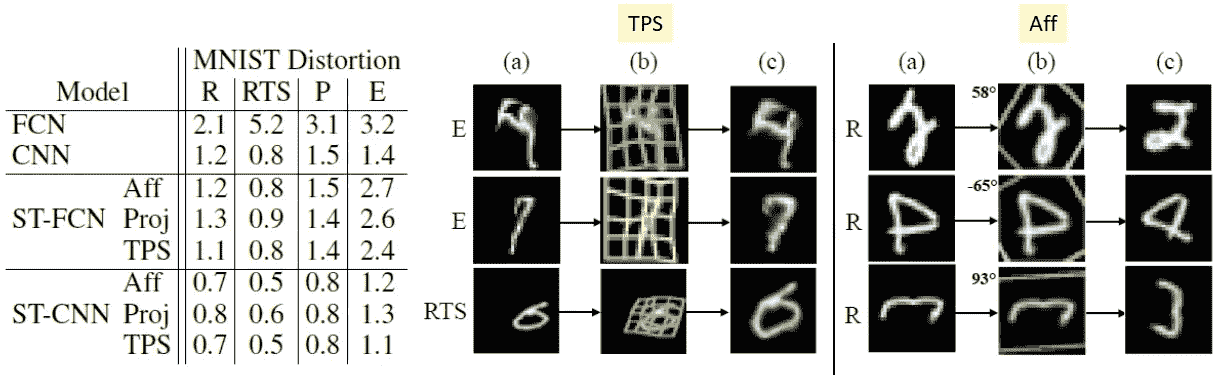 MNIST Distortion
Model R RTS P E
FCN 2.1 5.2 3.1 3.2
CNN 1.2 0.8 1.5 1.4
Aff 1.2 0.8 1.5 2.7
ST-FCN Proj 1.3 0.9 1.4 2.6
TPS 1.1 0.8 1.4 2.4
Aff 0.7 0.5 0.8 1.2
ST-CNN Proj 0.8 0.6 0.8 1.3
TPS 0.7 0.5 0.8 1.1
TPS
(a) (b) (c)
E
E
RTS
Aff
(a) (b) (c)
R 58°
R -65°
R 93°